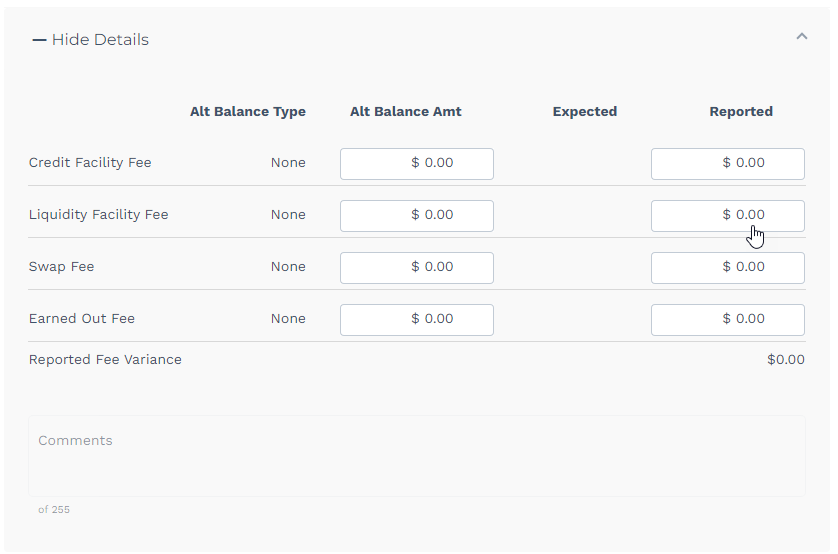 — Hide Details
Alt Balance Type Alt Balance Amt Expected Reported
Credit Facility Fee None $ 0.00 $ 0.00
Liquidity Facility Fee None $ 0.00 $ 0.00
Swap Fee None $ 0.00 $ 0.00
Earned Out Fee None $ 0.00 $ 0.00
Reported Fee Variance $0.00
Comments
of 255